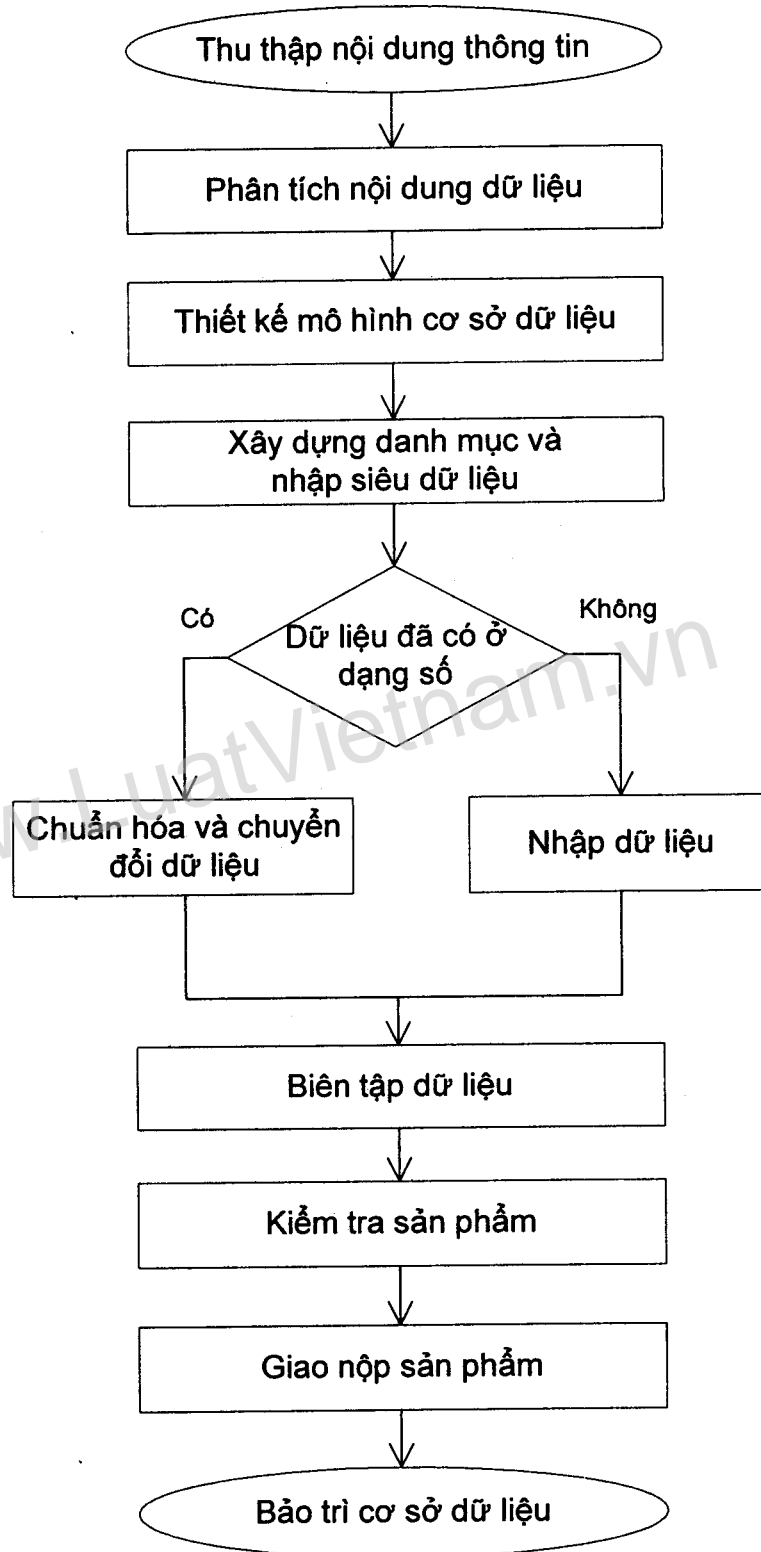 Thu thập nội dung thông tin
Phân tích nội dung dữ liệu
Thiết kế mô hình cơ sở dữ liệu
Xây dựng danh mục và
nhập siêu dữ liệu
Có
Không
Dữ liệu đã có ở
dạng số
w.LuatVietnam.vn
Chuẩn hóa và chuyển
đổi dữ liệu
Nhập dữ liệu
Biên tập dữ liệu
Kiểm tra sản phẩm
Giao nộp sản phẩm
Bảo trì cơ sở dữ liệu